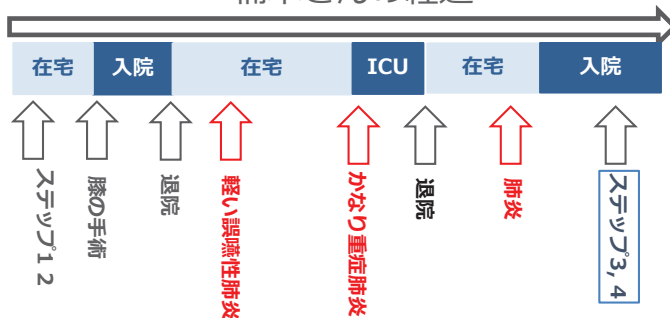 在宅
入院
在宅
ICU
在宅
入院
ステップ1 2
膝の手術
退院
軽い誤嚥性肺炎
かなり重症肺炎
退院
肺炎
ステップ3, 4